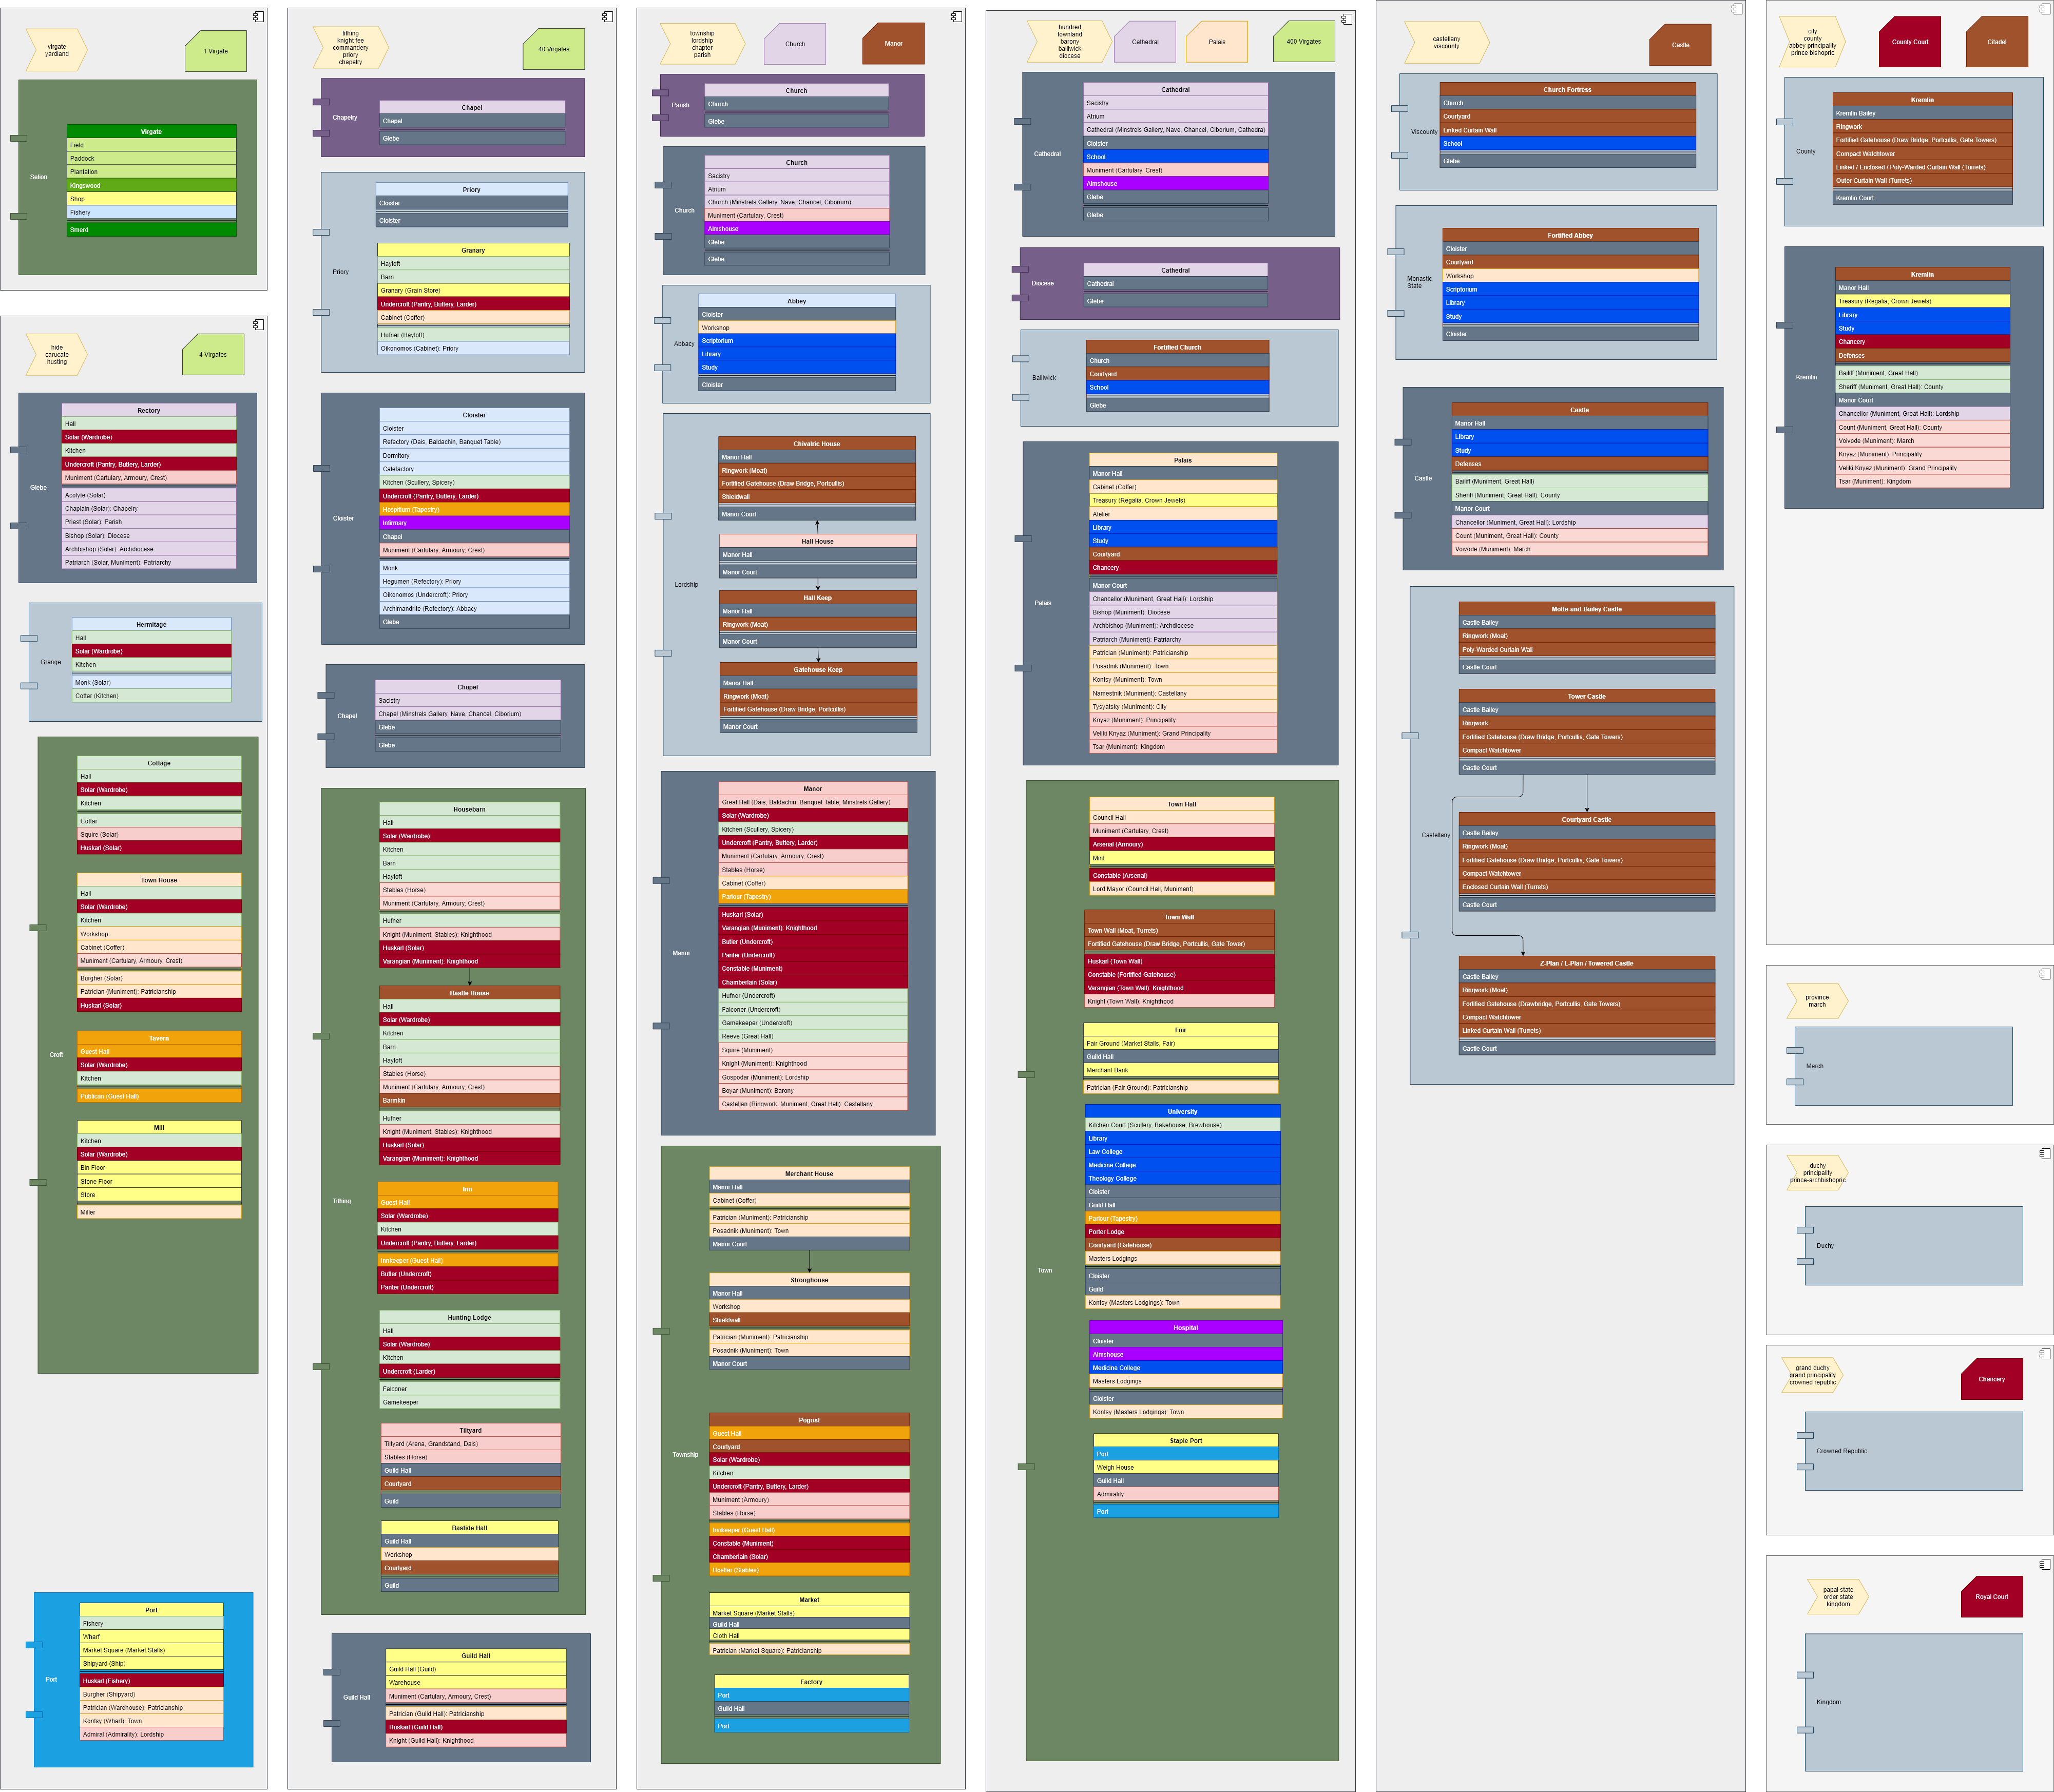 virgate
yardland
1 Virgate
Selion
Virgate
Field
Paddock
Plantation
Kingswood
Shop
Fishery
Smerd
hide
carucate
husting
4 Virgates
Glebe
Rectory
Hall
Solar (Wardrobe)
Kitchen
Undercroft (Pantry, Buttery, Larder)
Muniment (Cartulary, Armoury, Crest)
Acolyte (Solar)
Chaplain (Solar): Chapelry
Priest (Solar): Parish
Bishop (Solar): Diocese
Archbishop (Solar): Archdiocese
Patriarch (Solar, Muniment): Patriarchy
Grange
Hermitage
Hall
Solar (Wardrobe)
Kitchen
Monk (Solar)
Cottar (Kitchen)
Croft
Cottage
Hall
Solar (Wardrobe)
Kitchen
Cottar
Squire (Solar)
Huskarl (Solar)
Town House
Hall
Solar (Wardrobe)
Kitchen
Workshop
Cabinet (Coffer)
Muniment (Cartulary, Armoury, Crest)
Burgher (Solar)
Patrician (Muniment): Patricianship
Huskarl (Solar)
Tavern
Guest Hall
Solar (Wardrobe)
Kitchen
Publican (Guest Hall)
Mill
Kitchen
Solar (Wardrobe)
Bin Floor
Stone Floor
Store
Miller
Port
Port
Fishery
Wharf
Market Square (Market Stalls)
Shipyard (Ship)
Huskarl (Fishery)
Burgher (Shipyard)
Patrician (Warehouse): Patricianship
Kontsy (Wharf): Town
Admiral (Admirality): Lordship
tithing
knight fee
commandery
priory
chapelry
40 Virgates
Chapelry
Chapel
Chapel
Glebe
Priory
Priory
Cloister
Cloister
Granary
Hayloft
Barn
Granary (Grain Store)
Undercroft (Pantry, Buttery, Larder)
Cabinet (Coffer)
Hufner (Hayloft)
Oikonomos (Cabinet): Priory
Cloister
Cloister
Cloister
Refectory (Dais, Baldachin, Banquet Table)
Dormitory
Calefactory
Kitchen (Scullery, Spicery)
Undercroft (Pantry, Buttery, Larder)
Hospitium (Tapestry)
Infirmary
Chapel
Muniment (Cartulary, Armoury, Crest)
Monk
Hegumen (Refectory): Priory
Oikonomos (Undercroft): Priory
Archimandrite (Refectory): Abbacy
Glebe
Chapel
Chapel
Sacistry
Chapel (Minstrels Gallery, Nave, Chancel, Ciborium)
Glebe
Glebe
Tithing
Housebarn
Hall
Solar (Wardrobe)
Kitchen
Barn
Hayloft
Stables (Horse)
Muniment (Cartulary, Armoury, Crest)
Hufner
Knight (Muniment, Stables): Knighthood
Huskarl (Solar)
Varangian (Muniment): Knighthood
Bastle House
Hall
Solar (Wardrobe)
Kitchen
Barn
Hayloft
Stables (Horse)
Muniment (Cartulary, Armoury, Crest)
Barmkin
Hufner
Knight (Muniment, Stables): Knighthood
Huskarl (Solar)
Varangian (Muniment): Knighthood
Inn
Guest Hall
Solar (Wardrobe)
Kitchen
Undercroft (Pantry, Buttery, Larder)
Innkeeper (Guest Hall)
Butler (Undercroft)
Panter (Undercroft)
Hunting Lodge
Hall
Solar (Wardrobe)
Kitchen
Undercroft (Larder)
Falconer
Gamekeeper
Tiltyard
Tiltyard (Arena, Grandstand, Dais)
Stables (Horse)
Guild Hall
Courtyard
Guild
Bastide Hall
Guild Hall
Workshop
Courtyard
Guild
Guild Hall
Guild Hall
Guild Hall (Guild)
Warehouse
Muniment (Cartulary, Armoury, Crest)
Patrician (Guild Hall): Patricianship
Huskarl (Guild Hall)
Knight (Guild Hall): Knighthood
township
lordship
chapter
parish
Church
Manor
Parich
Church
Church
Glebe
Church
Church
Sacistry
Atrium
Church (Minstrels Gallery, Nave, Chancel, Ciborium)
Muniment (Cartulary, Crest)
Almshouse
Glebe
Glebe
Abbacy
Abbey
Cloister
Workshop
Scriptorium
Library
Study
Cloister
Lordship
Chivalric House
Manor Hall
Ringwork (Moat)
Fortified Gatehouse (Draw Bridge, Portcullis)
Shieldwall
Manor Court
Hall House
Manor Hall
Manor Court
Hall Keep
Manor Hall
Ringwork (Moat)
Manor Court
Gatehouse Keep
Manor Hall
Ringwork (Moat)
Fortified Gatehouse (Draw Bridge, Portcullis)
Manor Court
Manor
Manor
Great Hall (Dais, Baldachin, Banquet Table, Minstrels Gallery)
Solar (Wardrobe)
Kitchen (Scullery, Spicery)
Undercroft (Pantry, Buttery, Larder)
Muniment (Cartulary, Armoury, Crest)
Stables (Horse)
Cabinet (Coffer)
Parlour (Tapestry)
Huskarl (Solar)
Varangian (Muniment): Knighthood
Butler (Undercroft)
Panter (Undercroft)
Constable (Muniment)
Chamberlain (Solar)
Hufner (Undercroft)
Falconer (Undercroft)
Gamekeeper (Undercroft)
Reeve (Great Hall)
Squire (Muniment)
Knight (Muniment): Knighthood
Gospodar (Muniment): Lordship
Boyar (Muniment): Barony
Castellan (Ringwork, Muniment, Great Hall): Castellany
Township
Merchant House
Manor Hall
Cabinet (Coffer)
Patrician (Muniment): Patricianship
Posadnik (Muniment): Town
Manor Court
Stronghouse
Manor Hall
Workshop
Shieldwall
Patrician (Muniment): Patricianship
Posadnik (Muniment): Town
Manor Court
Pogost
Guest Hall
Courtyard
Solar (Wardrobe)
Kitchen
Undercroft (Pantry, Buttery, Larder)
Muniment (Armoury)
Stables (Horse)
Innkeeper (Guest Hall)
Constable (Muniment)
Chamberlain (Solar)
Hostler (Stables)
Market
Market Square (Market Stalls)
Guild Hall
Cloth Hall
Patrician (Market Square): Patricianship
Factory
Port
Guild Hall
Port
hundred
townland
barony
bailiwick
diocese
Cathedral
Palais
400 Virgates
Cathedral
Cathedral
Sacistry
Atrium
Cathedral (Minstrels Gallery, Nave, Chancel, Ciborium, Cathedra)
Cloister
School
Muniment (Cartulary, Crest)
Almshouse
Glebe
Glebe
Diocese
Cathedral
Cathedral
Glebe
Bailiwick
Fortified Church
Church
Courtyard
School
Glebe
Palais
Palais
Manor Hall
Cabinet (Coffer)
Treasury (Regalia, Crown Jewels)
Atelier
Library
Study
Courtyard
Chancery
Manor Court
Chancellor (Muniment, Great Hall): Lordship
Bishop (Muniment): Diocese
Archbishop (Muniment): Archdiocese
Patriarch (Muniment): Patriarchy
Patrician (Muniment): Patricianship
Posadnik (Muniment): Town
Kontsy (Muniment): Town
Namestnik (Muniment): Castellany
Tysyatsky (Muniment): City
Knyaz (Muniment): Principality
Veliki Knyaz (Muniment): Grand Principality
Tsar (Muniment): Kingdom
Town
Town Hall
Council Hall
Muniment (Cartulary, Crest)
Arsenal (Armoury)
Mint
Constable (Arsenal)
Lord Mayor (Council Hall, Muniment)
Town Wall
Town Wall (Moat, Turrets)
Fortified Gatehouse (Draw Bridge, Portcullis, Gate Tower)
Huskarl (Town Wall)
Constable (Fortified Gatehouse)
Varangian (Town Wall): Knighthood
Knight (Town Wall): Knighthood
Fair
Fair Ground (Market Stalls, Fair)
Guild Hall
Merchant Bank
Patrician (Fair Ground): Patricianship
University
Kitchen Court (Scullery, Bakehouse, Brewhouse)
Library
Law College
Medicine College
Theology College
Cloister
Guild Hall
Parlour (Tapestry)
Porter Lodge
Courtyard (Gatehouse)
Masters Lodgings
Cloister
Guild
Kontsy (Masters Lodgings): Town
Hospital
Cloister
Almshouse
Medicine College
Masters Lodgings
Cloister
Kontsy (Masters Lodgings): Town
Staple Port
Port
Weigh House
Guild Hall
Admirality
Port
castellany
viscounty
Castle
Viscounty
Church Fortress
Church
Courtyard
Linked Curtain Wall
School
Glebe
Monastic
State
Fortified Abbey
Cloister
Courtyard
Workshop
Scriptorium
Library
Study
Cloister
Castle
Castle
Manor Hall
Library
Study
Defenses
Bailiff (Muniment, Great Hall)
Sheriff (Muniment, Great Hall): County
Manor Court
Chancellor (Muniment, Great Hall): Lordship
Count (Muniment, Great Hall): County
Voivode (Muniment): March
Castellany
Motte-and-Bailey Castle
Castle Bailey
Ringwork (Moat)
Poly-Warded Curtain Wall
Castle Court
Tower Castle
Castle Bailey
Ringwork
Fortified Gatehouse (Draw Bridge, Portcullis, Gate Towers)
Compact Watchtower
Castle Court
Courtyard Castle
Castle Bailey
Ringwork (Moat)
Fortified Gatehouse (Draw Bridge, Portcullis, Gate Towers)
Compact Watchtower
Enclosed Curtain Wall (Turrets)
Castle Court
Z-Plan / L-Plan / Towered Castle
Castle Bailey
Ringwork (Moat)
Fortified Gatehouse (Drawbridge, Portcullis, Gate Towers)
Compact Watchtower
Linked Curtain Wall (Turrets)
Castle Court
city
county
abbey principality
prince bishopric
County Court
Citadel
County
Kremlin
Kremlin Bailey
Ringwork
Fortified Gatehouse (Draw Bridge, Portcullis, Gate Towers)
Compact Watchtower
Linked / Enclosed / Poly-Warded Curtain Wall (Turrets)
Outer Curtain Wall (Turrets)
Kremlin Court
Kremlin
Kremlin
Manor Hall
Treasury (Regalia, Crown Jewels)
Library
Study
Chancery
Defenses
Bailiff (Muniment, Great Hall)
Sheriff (Muniment, Great Hall): County
Manor Court
Chancellor (Muniment, Great Hall): Lordship
Count (Muniment, Great Hall): County
Voivode (Muniment): March
Knyaz (Muniment): Principality
Veliki Knyaz (Muniment): Grand Principality
Tsar (Muniment): Kingdom
province
march
March
duchy
principality
prince-archbishopric
Duchy
grand duchy
grand principality
crowned republic
Chancery
Crowned Republic
papal state
order state
kingdom
Royal Court
Kingdom